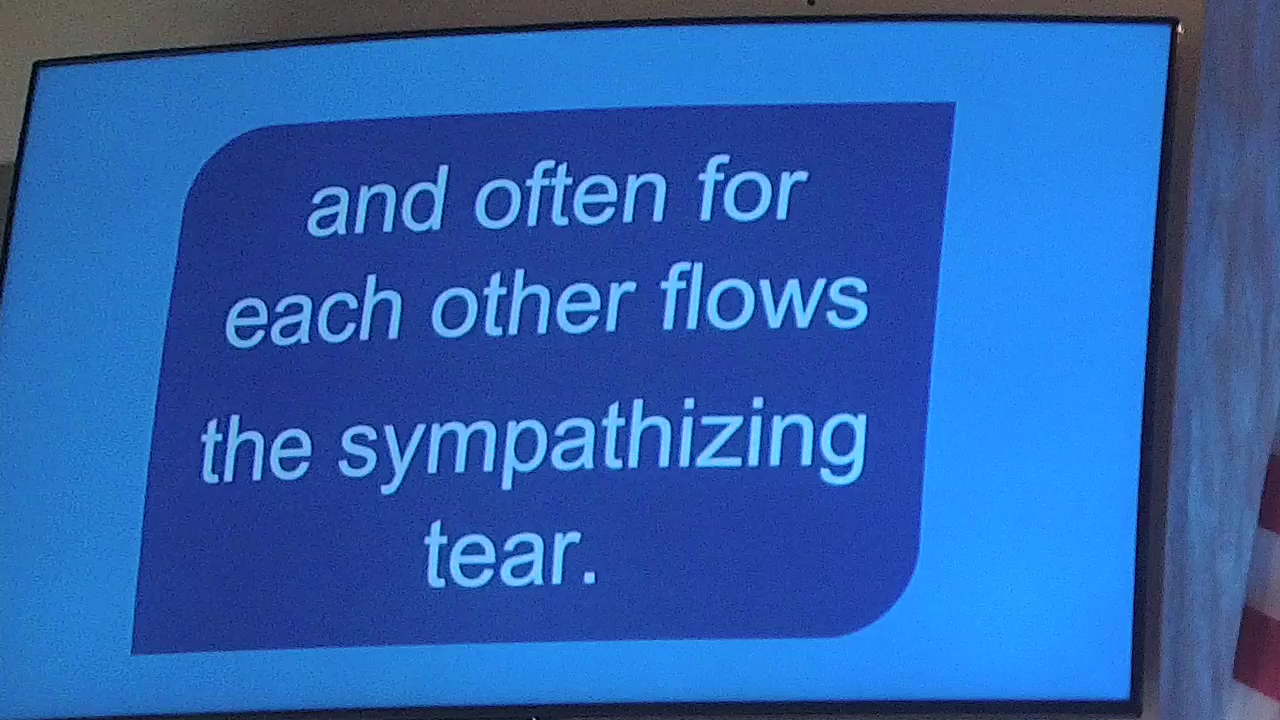 and often for
each other flows
the sympathizing
tear.